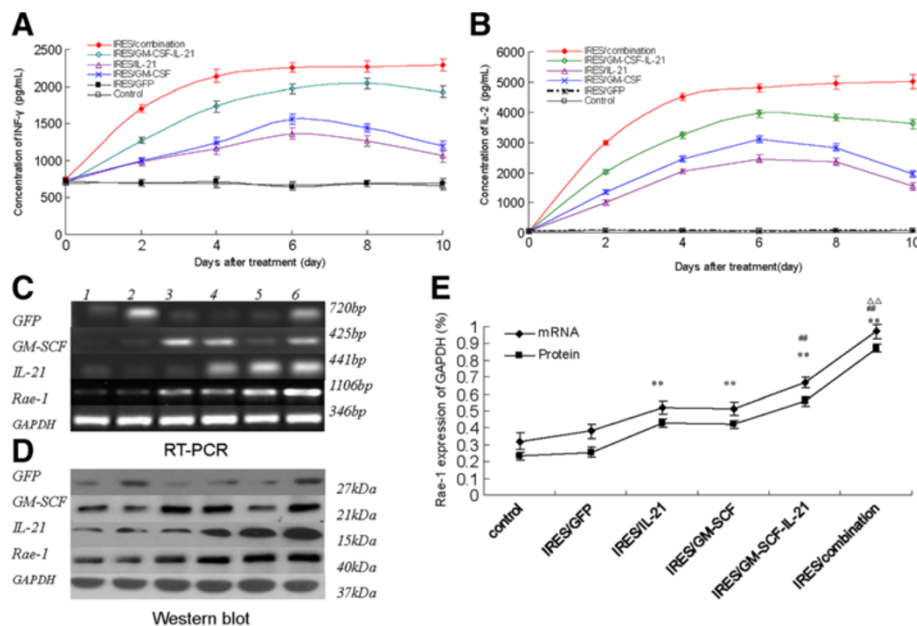 A
IRES/combination
IRES/GM-CSF-IL-21
IRES/IL-21
IRES/GM-CSF
IRES/GFP
Control
Concentration of INF-γ (pg/mL)
2500
2000
1500
1000
500
0
0 2 4 6 8 10
Days after treatment (day)
B
IRES/combination
IRES/GM-CSF-IL-21
IRES/IL-21
IRES/GM-CSF
IRES/GFP
Control
Concentration of IL-2 (pg/mL)
6000
5000
4000
3000
2000
1000
0
0 2 4 6 8 10
Days after treatment(day)
C
1 2 3 4 5 6
GFP 720bp
GM-SCF 425bp
IL-21 441bp
Rae-1 1106bp
GAPDH 346bp
RT-PCR
D
GFP 27kDa
GM-SCF 21kDa
IL-21 15kDa
Rae-1 40kDa
GAPDH 37kDa
Western blot
E
mRNA
Protein
Rae-1 expression of GAPDH (%)
1
0.9
0.8
0.7
0.6
0.5
0.4
0.3
0.2
0.1
0
** ** ## ** △△ ## **
control
IRES/GFP
IRES/IL-21
IRES/GM-SCF
IRES/GM-SCF-IL-21
IRES/combination